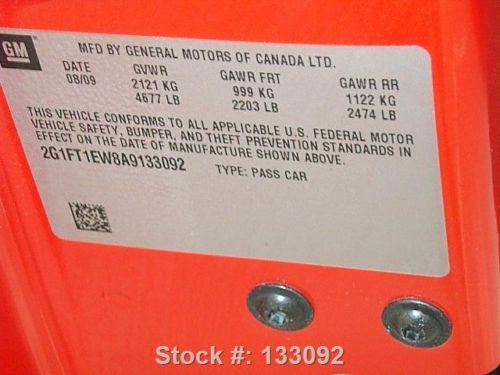 GM
MFD BY GENERAL MOTORS OF CANADA LTD.
DATE GVWR GAWR FRT GAWR RR
08/09 2121 KG 999 KG 1122 KG
4677 LB 2203 LB 2474 LB
THIS VEHICLE CONFORMS TO ALL APPLICABLE U.S. FEDERAL MOTOR
VEHICLE SAFETY, BUMPER, AND THEFT PREVENTION STANDARDS IN
EFFECT ON THE DATE OF MANUFACTURE SHOWN ABOVE.
2G1FT1EW8A9133092 TYPE: PASS CAR
Stock #: 133092